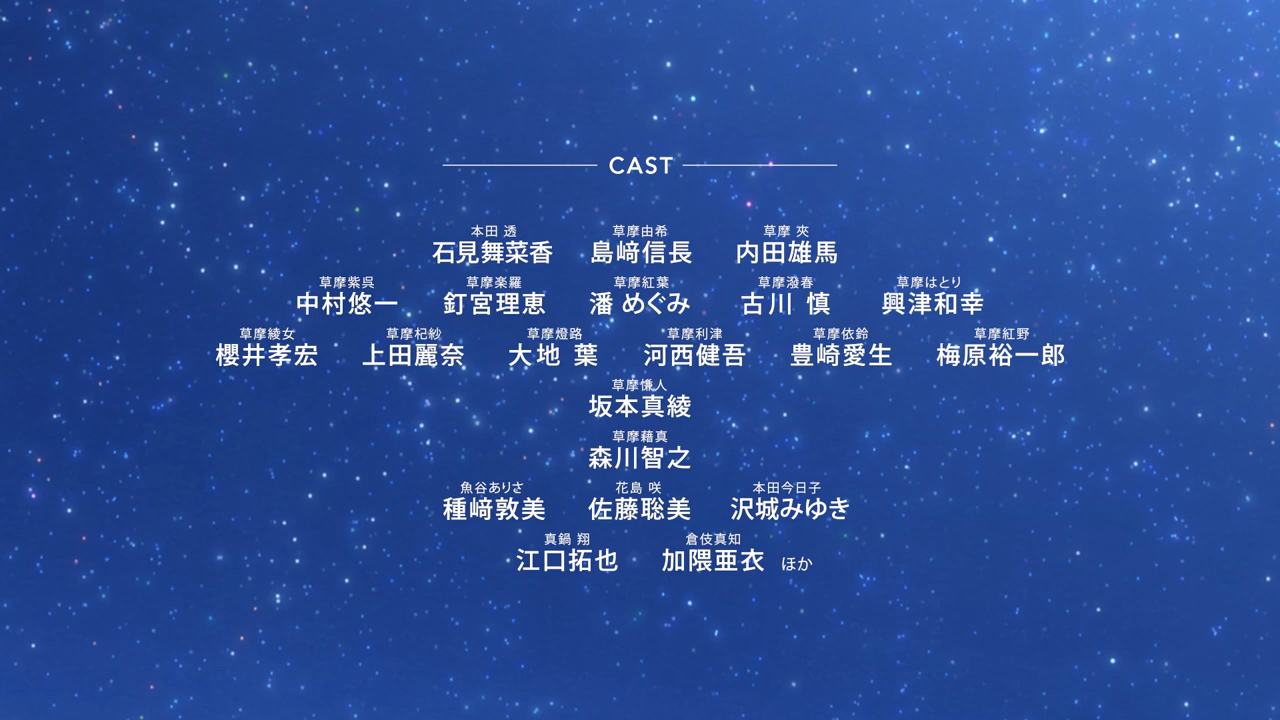 CAST
本田 透 草摩由希 草摩 夾
石見舞菜香 島﨑信長 内田雄馬
草摩紫呉 草摩楽羅 草摩紅葉 草摩潑春 草摩はとり
中村悠一 釘宮理恵 潘 めぐみ 古川 慎 興津和幸
草摩綾女 草摩杞紗 草摩燈路 草摩利津 草摩依鈴 草摩紅野
櫻井孝宏 上田麗奈 大地 葉 河西健吾 豊崎愛生 梅原裕一郎
草摩慊人
坂本真綾
草摩藉真
森川智之
魚谷ありさ 花島 咲 本田今日子
種﨑敦美 佐藤聡美 沢城みゆき
真鍋 翔 倉伎真知
江口拓也 加隈亜衣 ほか